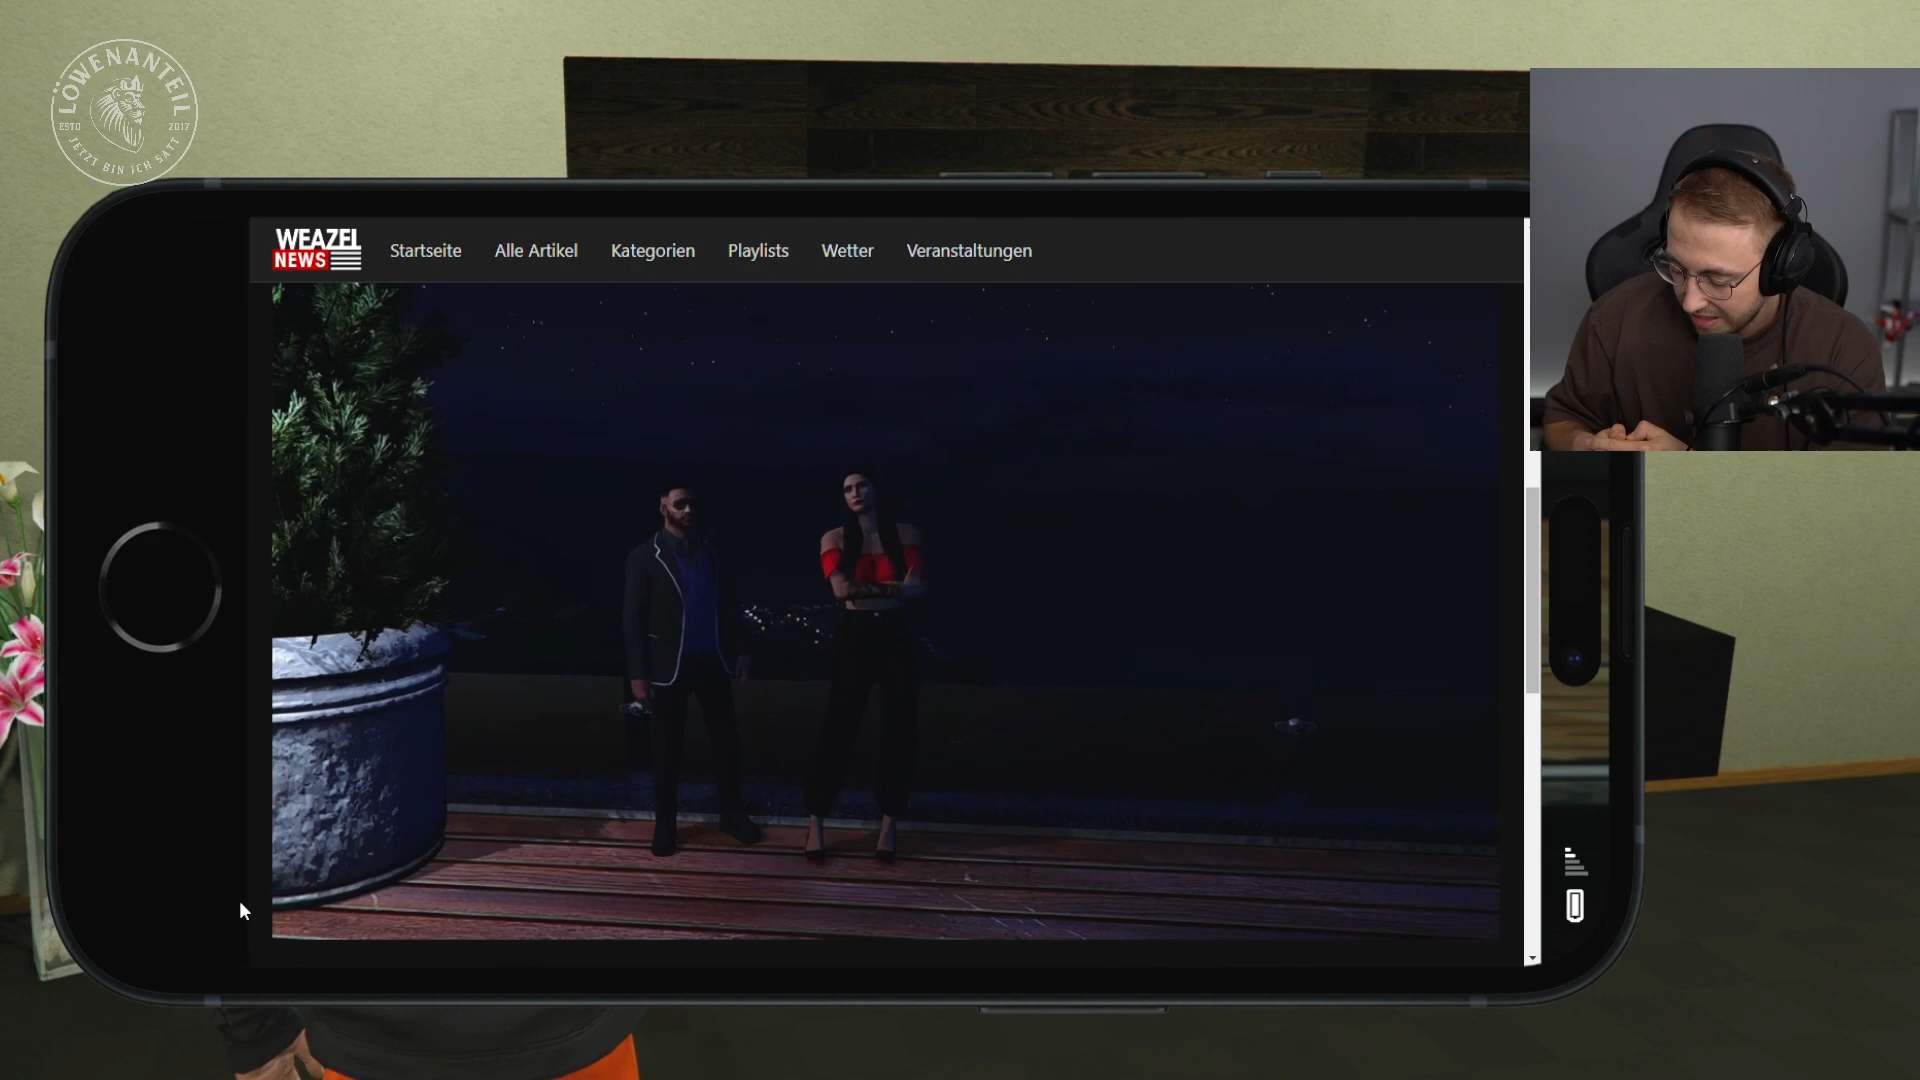 LÖWENANTEIL
ESTD 2017
JETZT BIN ICH SATT
WEAZEL
NEWS
Startseite Alle Artikel Kategorien Playlists Wetter Veranstaltungen